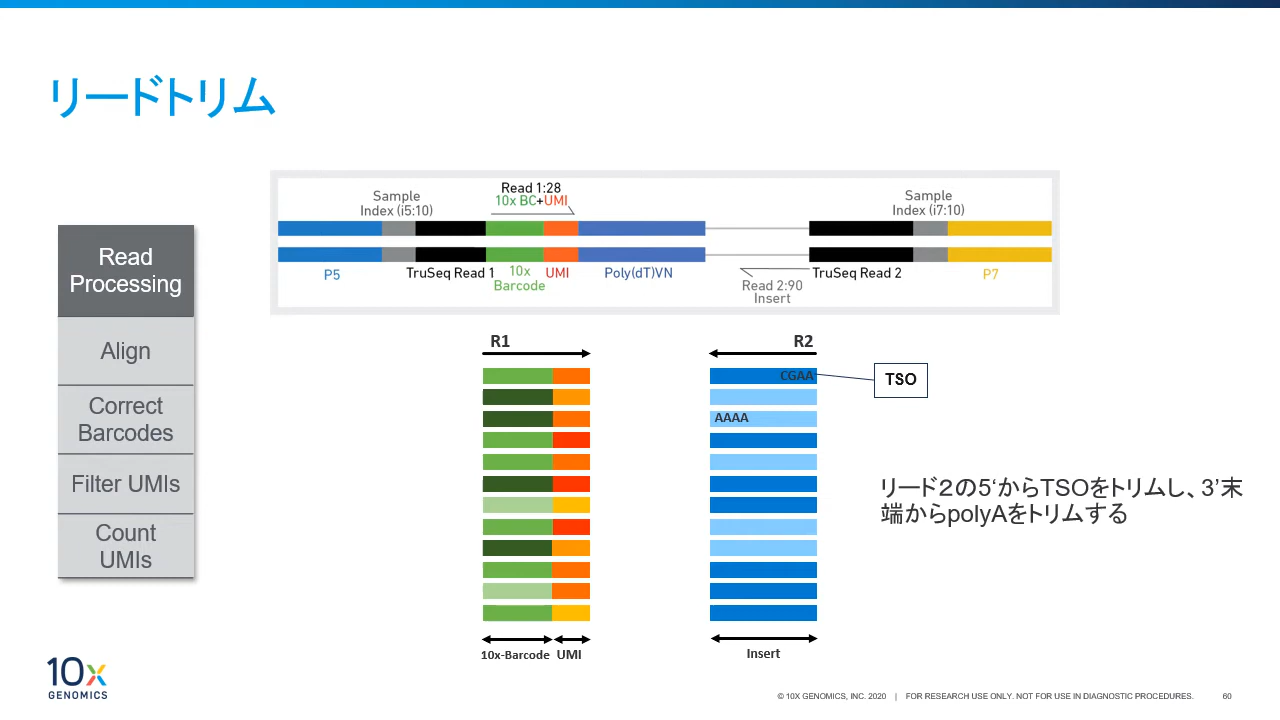 リードトリム
Read 1:28
10x BC+UMI
Sample
Index (i5:10)
Sample
Index (i7:10)
P5
TruSeq Read 1
10x
Barcode
UMI
Poly(dT)VN
Read 2:90
Insert
TruSeq Read 2
P7
Read
Processing
Align
Correct
Barcodes
Filter UMIs
Count
UMIs
R1
R2
CGAA
TSO
AAAA
リード２の5‘からTSOをトリムし、3’末
端からpolyAをトリムする
10x-Barcode
UMI
Insert
10x
GENOMICS
© 10X GENOMICS, INC. 2020 | FOR RESEARCH USE ONLY. NOT FOR USE IN DIAGNOSTIC PROCEDURES.
60